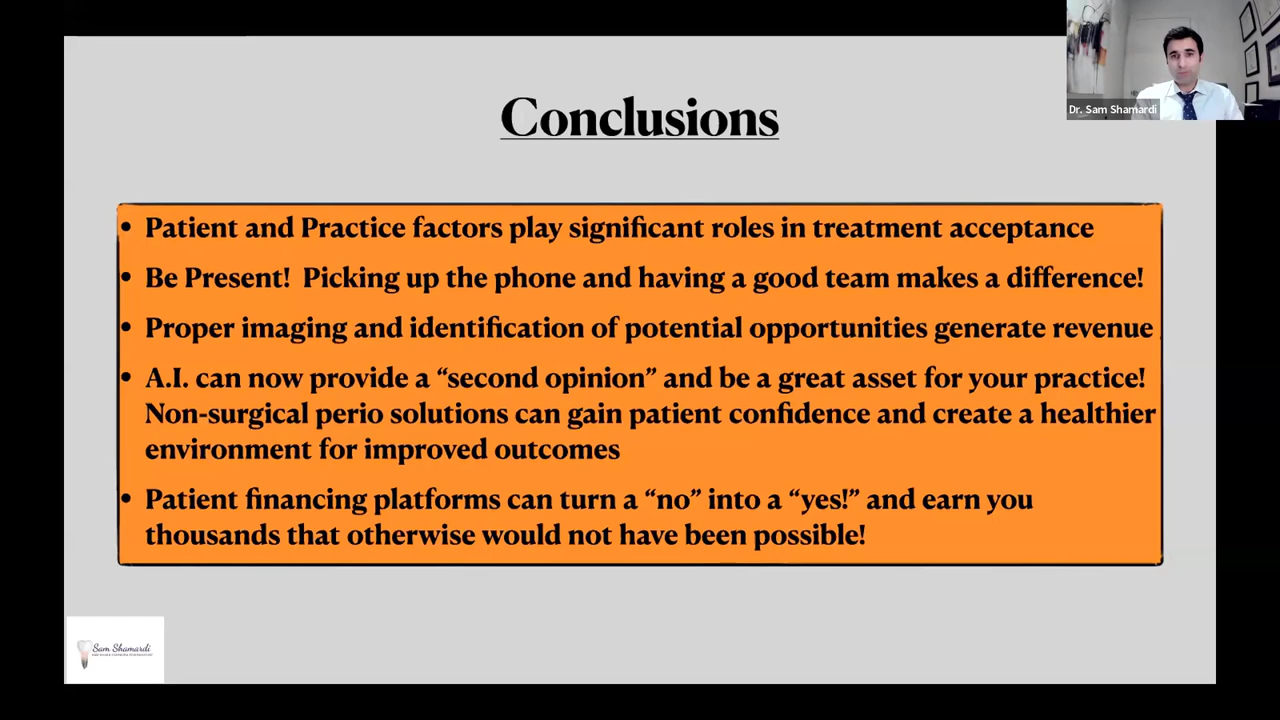 Dr. Sam Shamardi
Conclusions
• Patient and Practice factors play significant roles in treatment acceptance
• Be Present!  Picking up the phone and having a good team makes a difference!
• Proper imaging and identification of potential opportunities generate revenue
• A.I. can now provide a “second opinion” and be a great asset for your practice!
Non-surgical perio solutions can gain patient confidence and create a healthier
environment for improved outcomes
• Patient financing platforms can turn a “no” into a “yes!” and earn you
thousands that otherwise would not have been possible!
Sam Shamardi